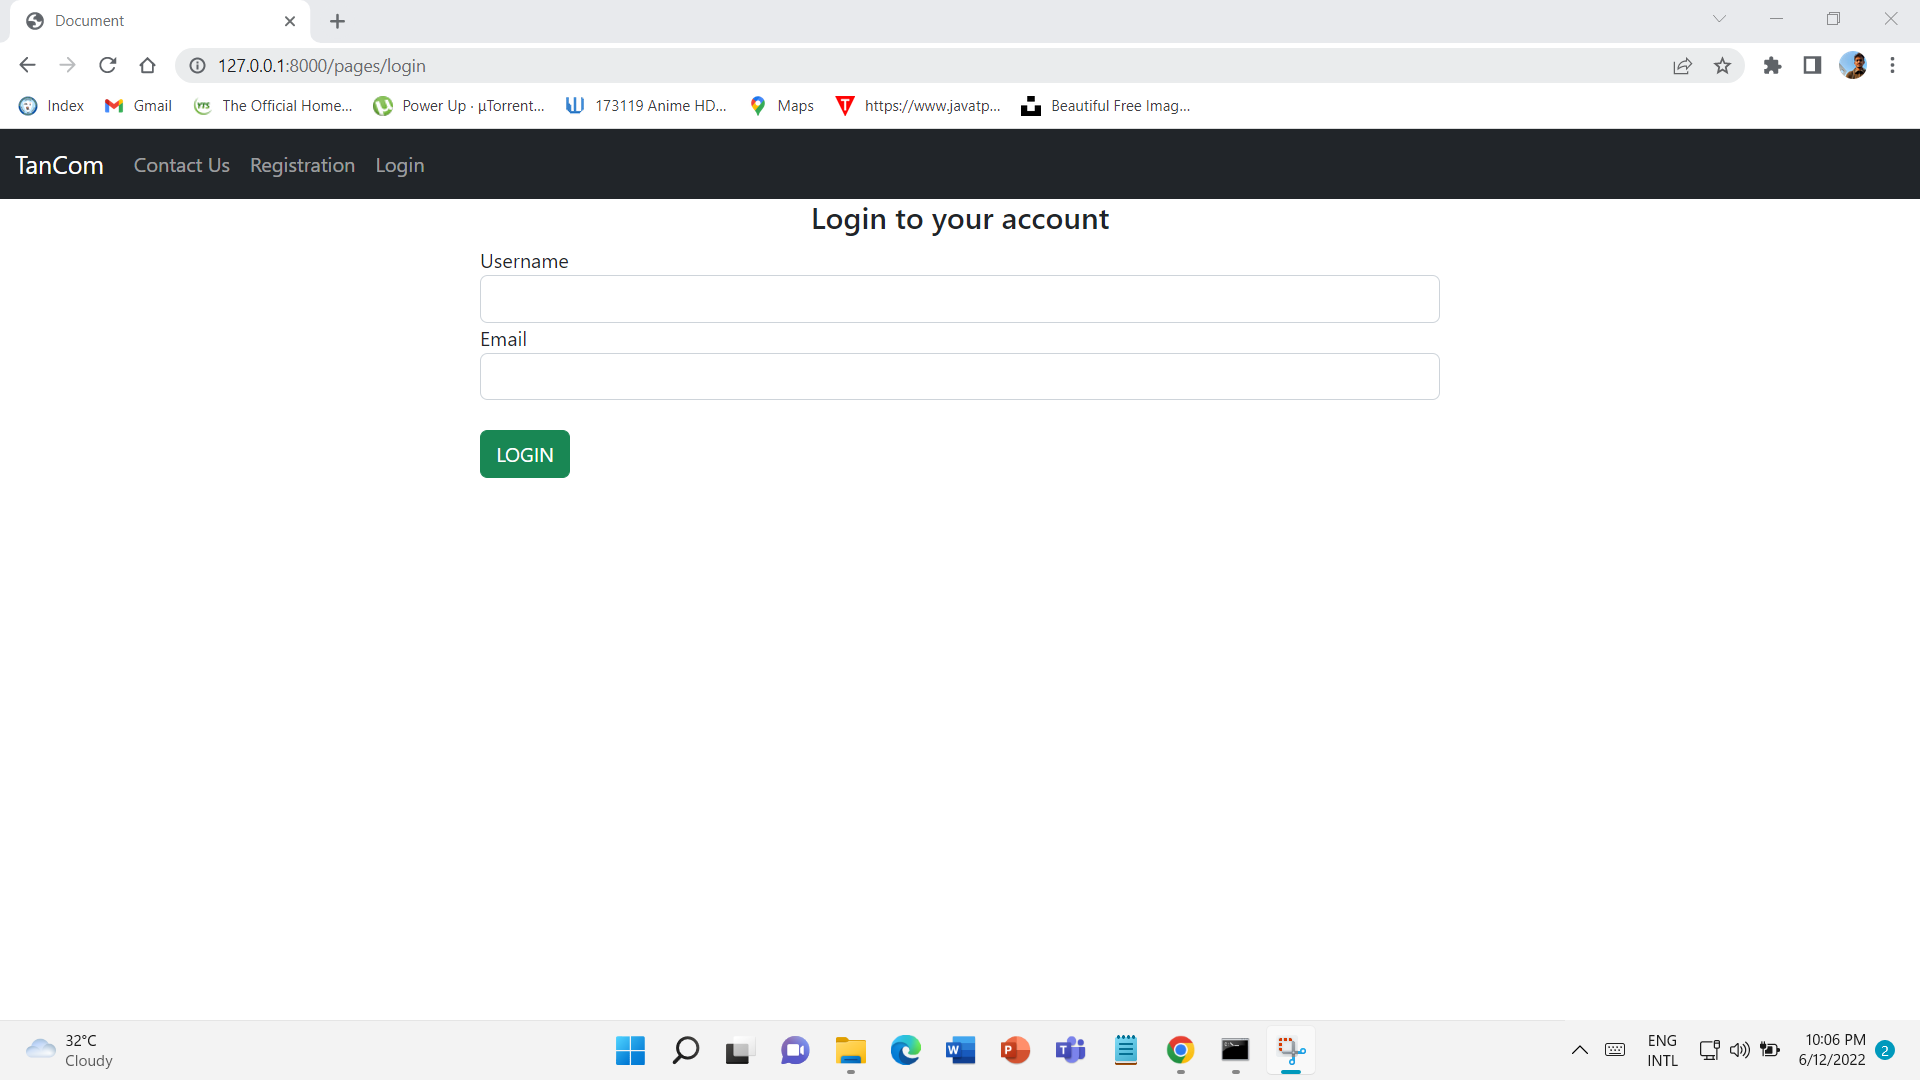 Document
127.0.0.1:8000/pages/login
Index Gmail The Official Home... Power Up · µTorrent... 173119 Anime HD... Maps https://www.javatp... Beautiful Free Imag...
TanCom Contact Us Registration Login
Login to your account
Username
Email
LOGIN
32°C
Cloudy
ENG
INTL
10:06 PM
6/12/2022
2